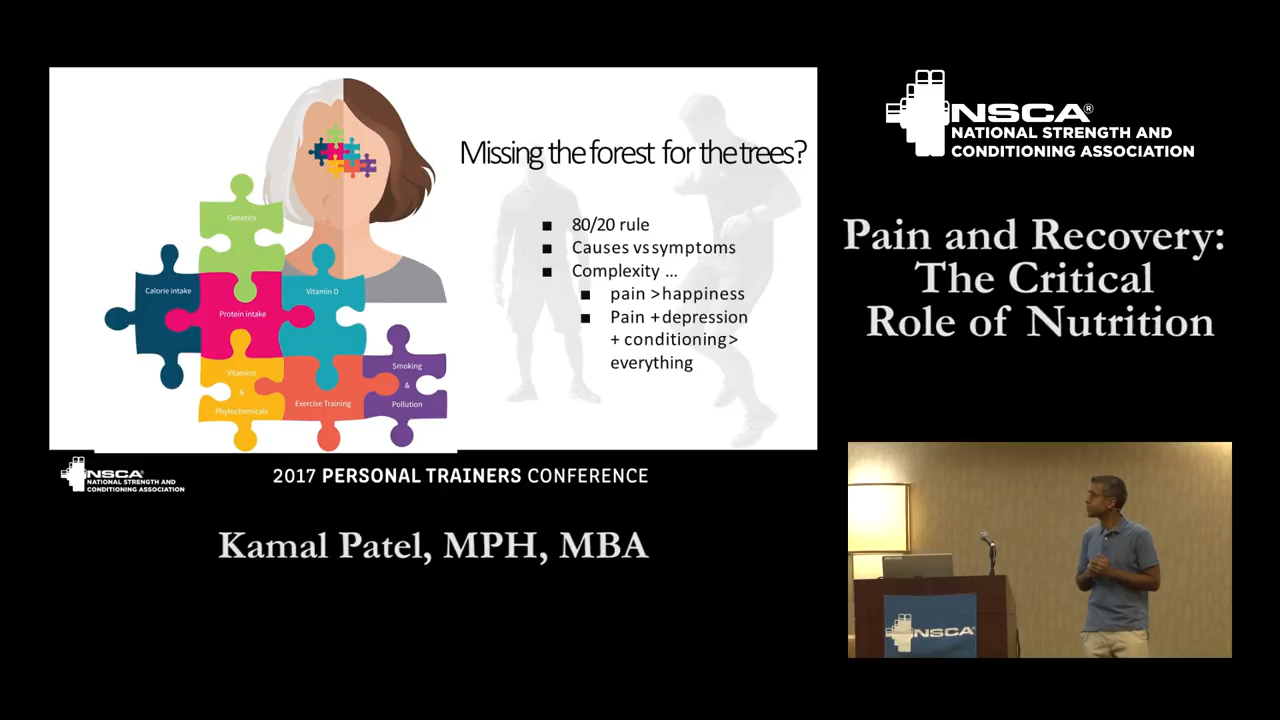 Missing the forest for the trees?
80/20 rule
Causes vs symptoms
Complexity ...
pain > happiness
Pain + depression
+ conditioning >
everything
Genetics
Calorie intake
Protein intake
Vitamin D
Vitamins
&
Phytochemicals
Exercise Training
Smoking
&
Pollution
NSCA®
NATIONAL STRENGTH AND
CONDITIONING ASSOCIATION
2017 PERSONAL TRAINERS CONFERENCE
Kamal Patel, MPH, MBA
NSCA®
NATIONAL STRENGTH AND
CONDITIONING ASSOCIATION
Pain and Recovery:
The Critical
Role of Nutrition
NSCA